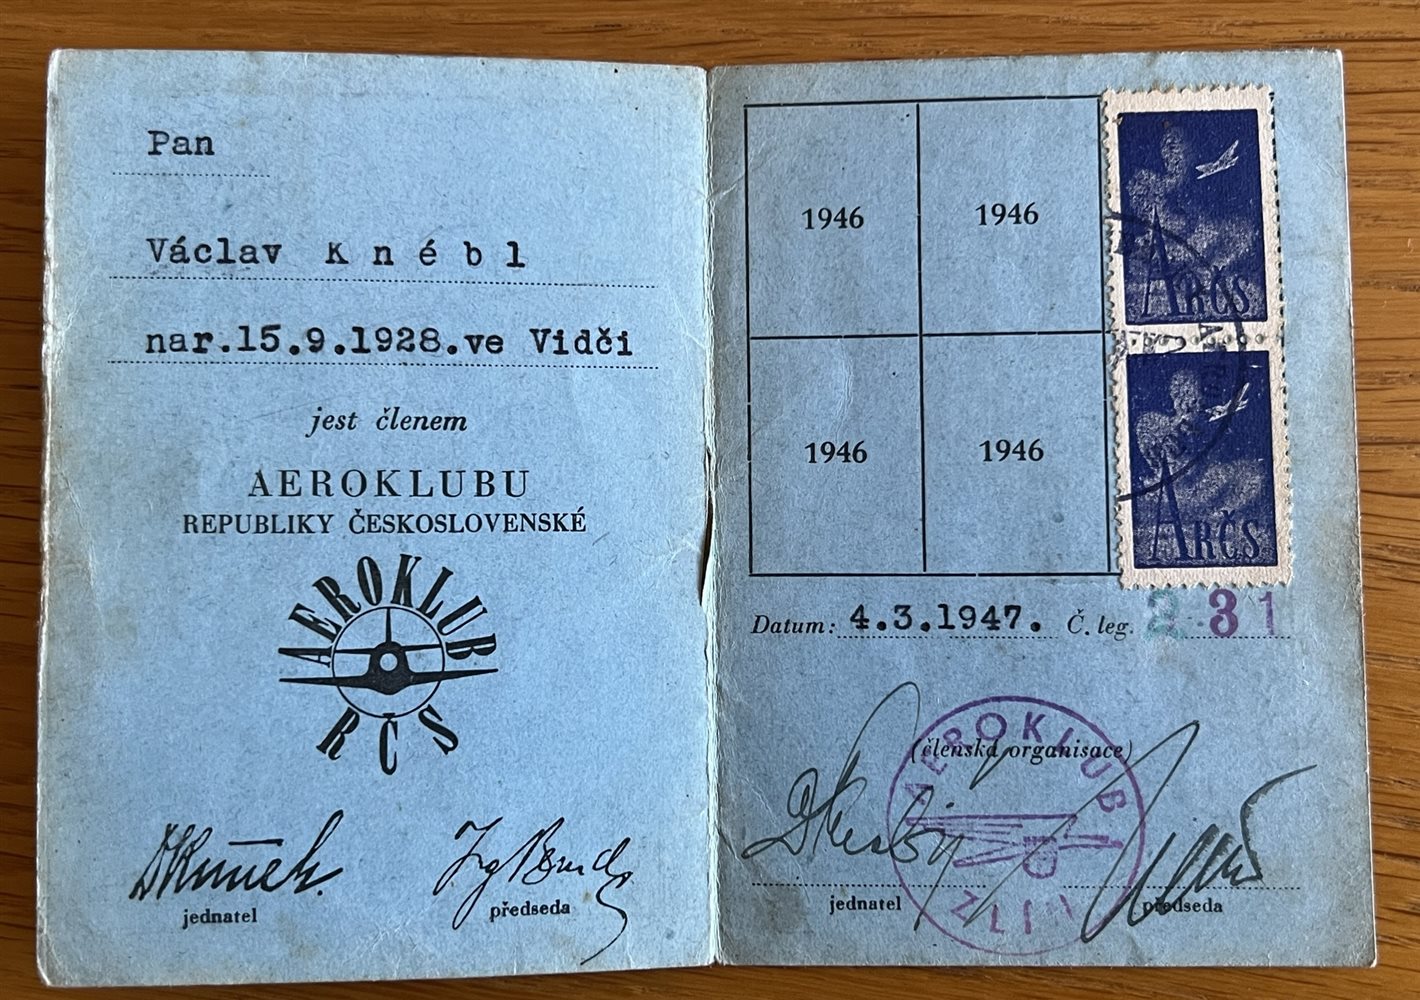 Pan
Václav Knébl
nar.15.9.1928.ve Vidči
jest členem
AEROKLUBU
REPUBLIKY ČESKOSLOVENSKÉ
AEROKLUB
RČS
jednatel
předseda
1946 1946
1946 1946
ARČS
ARČS
Datum: 4.3.1947. Č. leg. 231
(členská organisace)
AEROKLUB
ZLÍN
jednatel
předseda